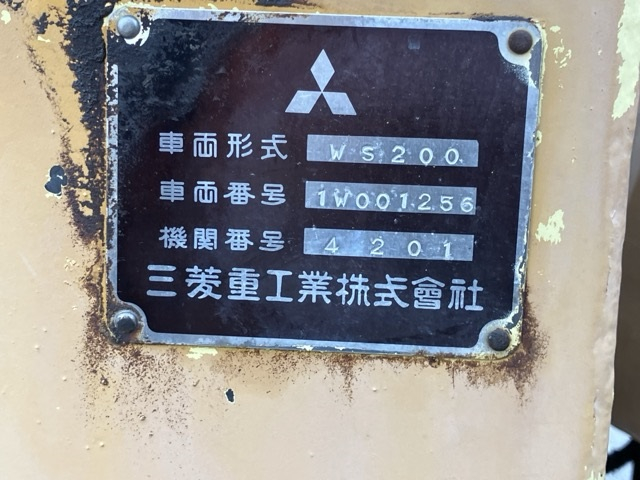 車両形式 WS200
車両番号 1W001256
機関番号 4201
三菱重工業株式會社